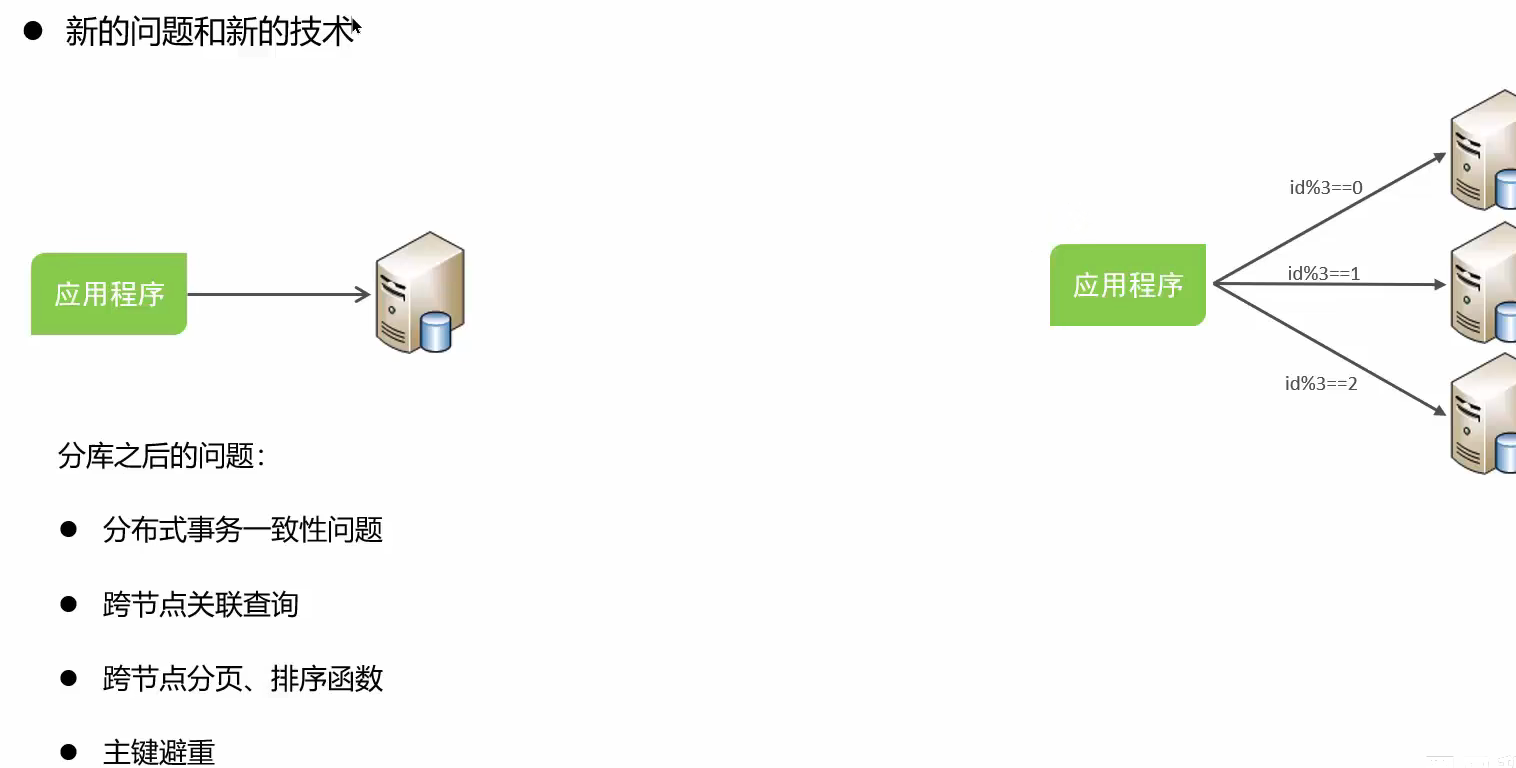 新的问题和新的技术
id%3==0
应用程序
id%3==1
应用程序
id%3==2
分库之后的问题：
分布式事务一致性问题
跨节点关联查询
跨节点分页、排序函数
主键避重